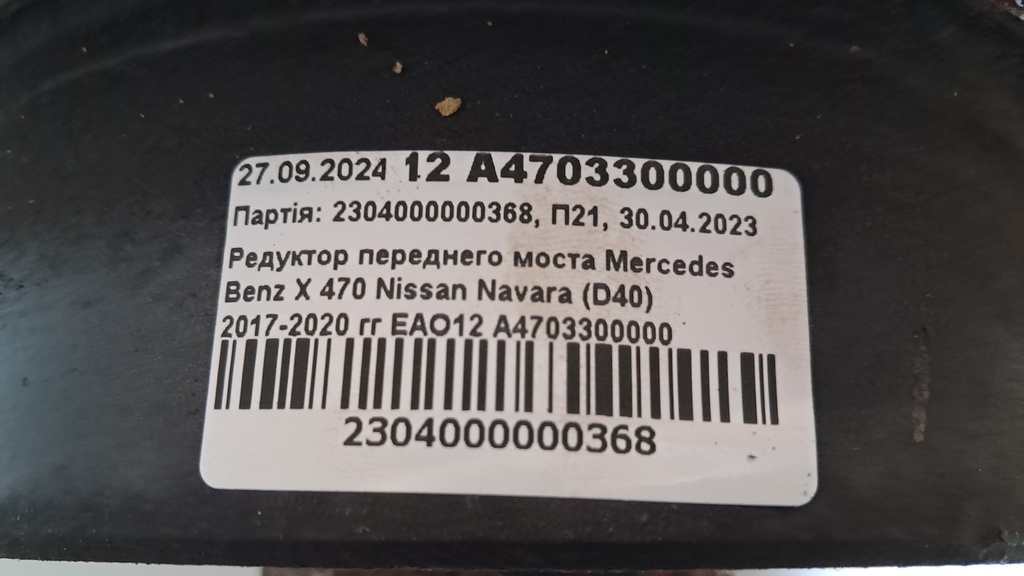 27.09.2024 12 A4703300000
Партія: 2304000000368, П21, 30.04.2023
Редуктор переднего моста Mercedes
Benz X 470 Nissan Navara (D40)
2017-2020 гг ЕАО12 A4703300000
2304000000368